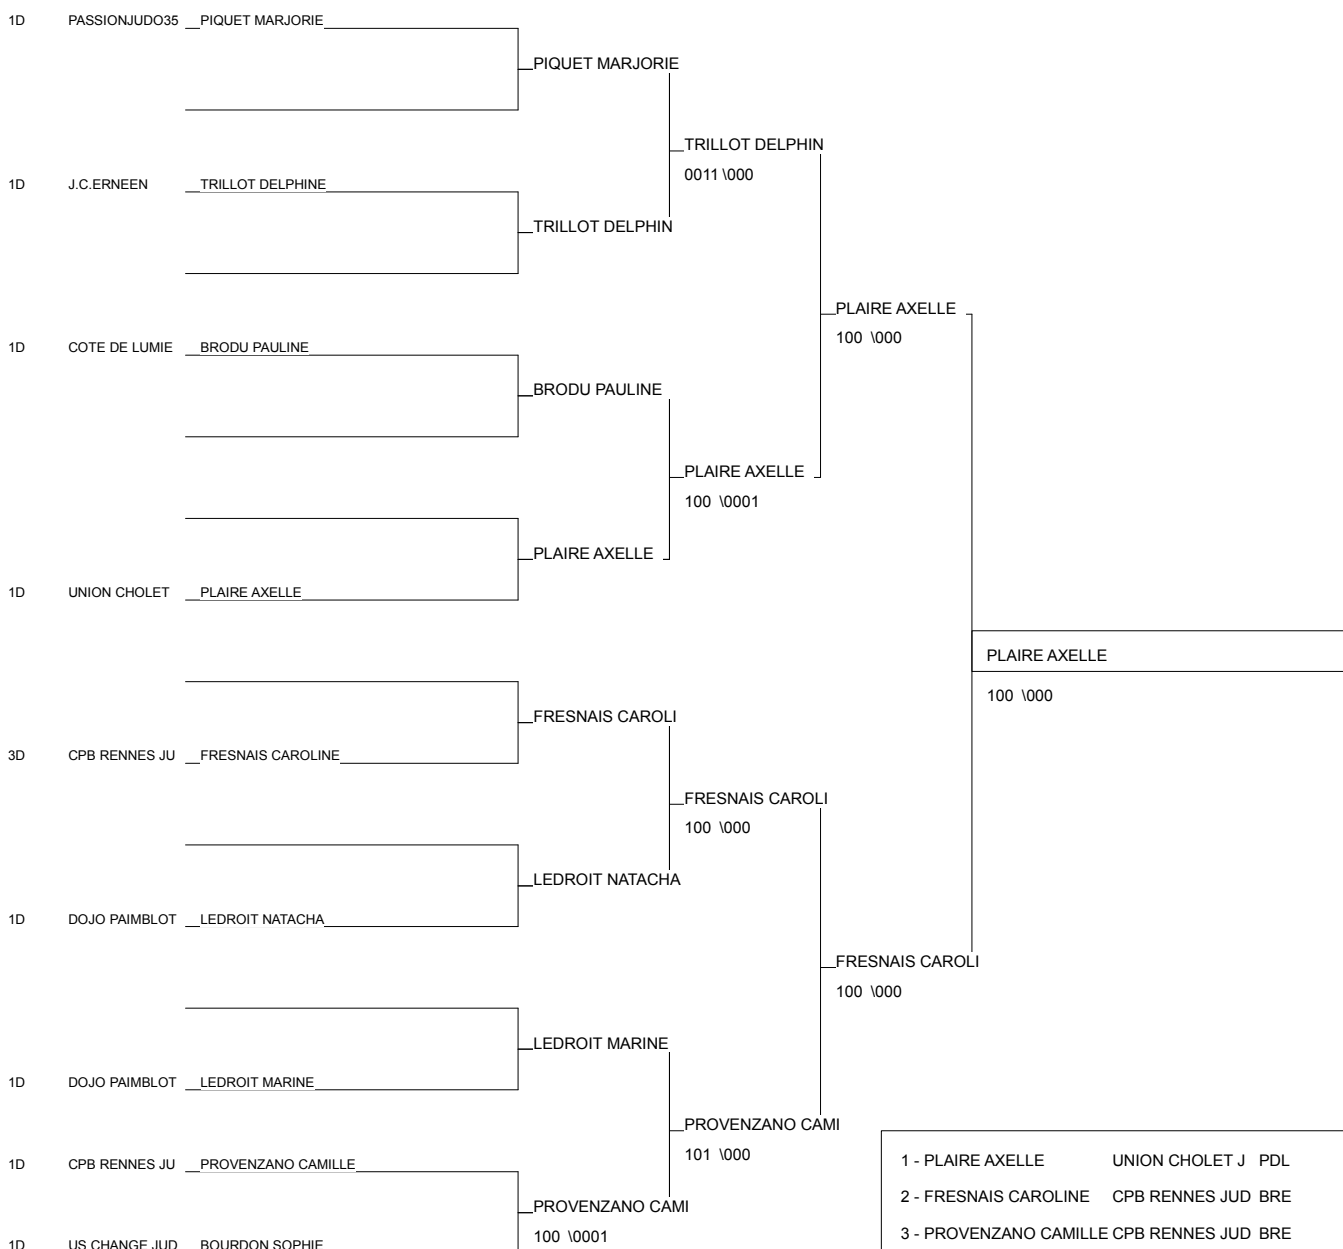 1D PASSIONJUDO35 PIQUET MARJORIE
PIQUET MARJORIE
TRILLOT DELPHIN
0011 \000
1D J.C.ERNEEN TRILLOT DELPHINE
TRILLOT DELPHIN
PLAIRE AXELLE
100 \000
1D COTE DE LUMIE BRODU PAULINE
BRODU PAULINE
PLAIRE AXELLE
100 \0001
PLAIRE AXELLE
1D UNION CHOLET PLAIRE AXELLE
PLAIRE AXELLE
100 \000
FRESNAIS CAROLI
3D CPB RENNES JU FRESNAIS CAROLINE
FRESNAIS CAROLI
100 \000
LEDROIT NATACHA
1D DOJO PAIMBLOT LEDROIT NATACHA
FRESNAIS CAROLI
100 \000
LEDROIT MARINE
1D DOJO PAIMBLOT LEDROIT MARINE
PROVENZANO CAMI
101 \000
1D CPB RENNES JU PROVENZANO CAMILLE
PROVENZANO CAMI
100 \0001
1D US CHANGE JUD BOURDON SOPHIE
1 - PLAIRE AXELLE UNION CHOLET J PDL
2 - FRESNAIS CAROLINE CPB RENNES JUD BRE
3 - PROVENZANO CAMILLE CPB RENNES JUD BRE